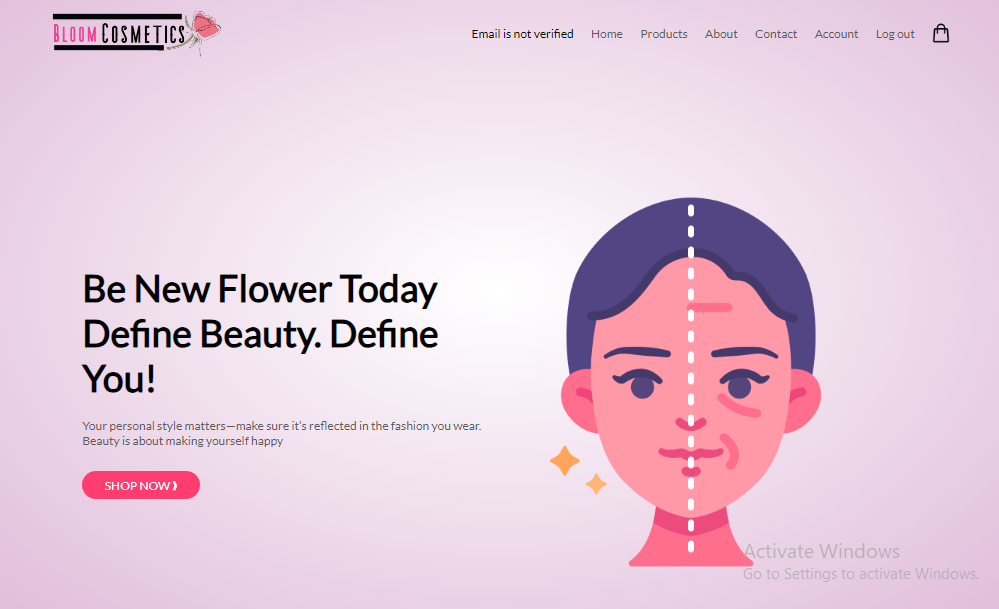 BLOOM COSMETICS
Email is not verified Home Products About Contact Account Log out
Be New Flower Today
Define Beauty. Define
You!
Your personal style matters—make sure it's reflected in the fashion you wear.
Beauty is about making yourself happy
SHOP NOW ❱
Activate Windows
Go to Settings to activate Windows.